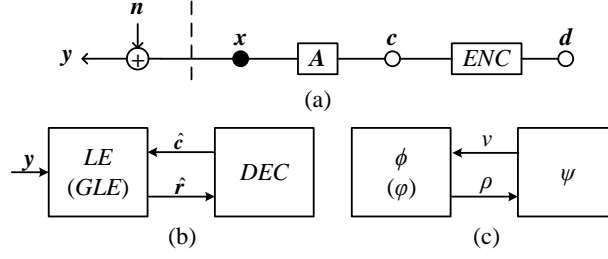 n
y + x A c ENC d
(a)
y LE (GLE) ĉ r̂ DEC
(b)
ϕ (φ) v ρ ψ
(c)